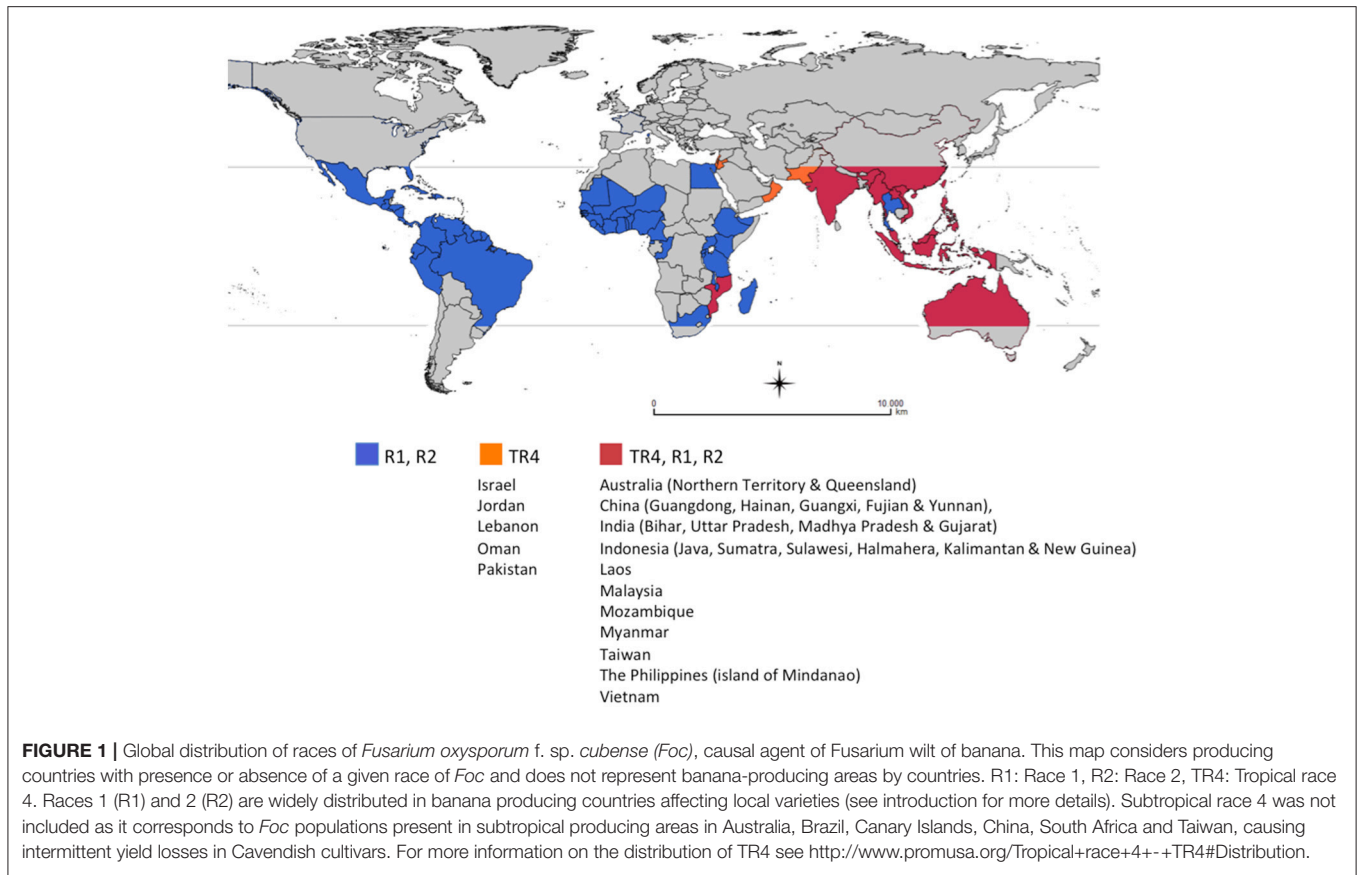 N
0
10.000
km
R1, R2
TR4
TR4, R1, R2
Israel
Jordan
Lebanon
Oman
Pakistan
Australia (Northern Territory & Queensland)
China (Guangdong, Hainan, Guangxi, Fujian & Yunnan),
India (Bihar, Uttar Pradesh, Madhya Pradesh & Gujarat)
Indonesia (Java, Sumatra, Sulawesi, Halmahera, Kalimantan & New Guinea)
Laos
Malaysia
Mozambique
Myanmar
Taiwan
The Philippines (island of Mindanao)
Vietnam
FIGURE 1 | Global distribution of races of Fusarium oxysporum f. sp. cubense (Foc), causal agent of Fusarium wilt of banana. This map considers producing
countries with presence or absence of a given race of Foc and does not represent banana-producing areas by countries. R1: Race 1, R2: Race 2, TR4: Tropical race
4. Races 1 (R1) and 2 (R2) are widely distributed in banana producing countries affecting local varieties (see introduction for more details). Subtropical race 4 was not
included as it corresponds to Foc populations present in subtropical producing areas in Australia, Brazil, Canary Islands, China, South Africa and Taiwan, causing
intermittent yield losses in Cavendish cultivars. For more information on the distribution of TR4 see http://www.promusa.org/Tropical+race+4+-+TR4#Distribution.